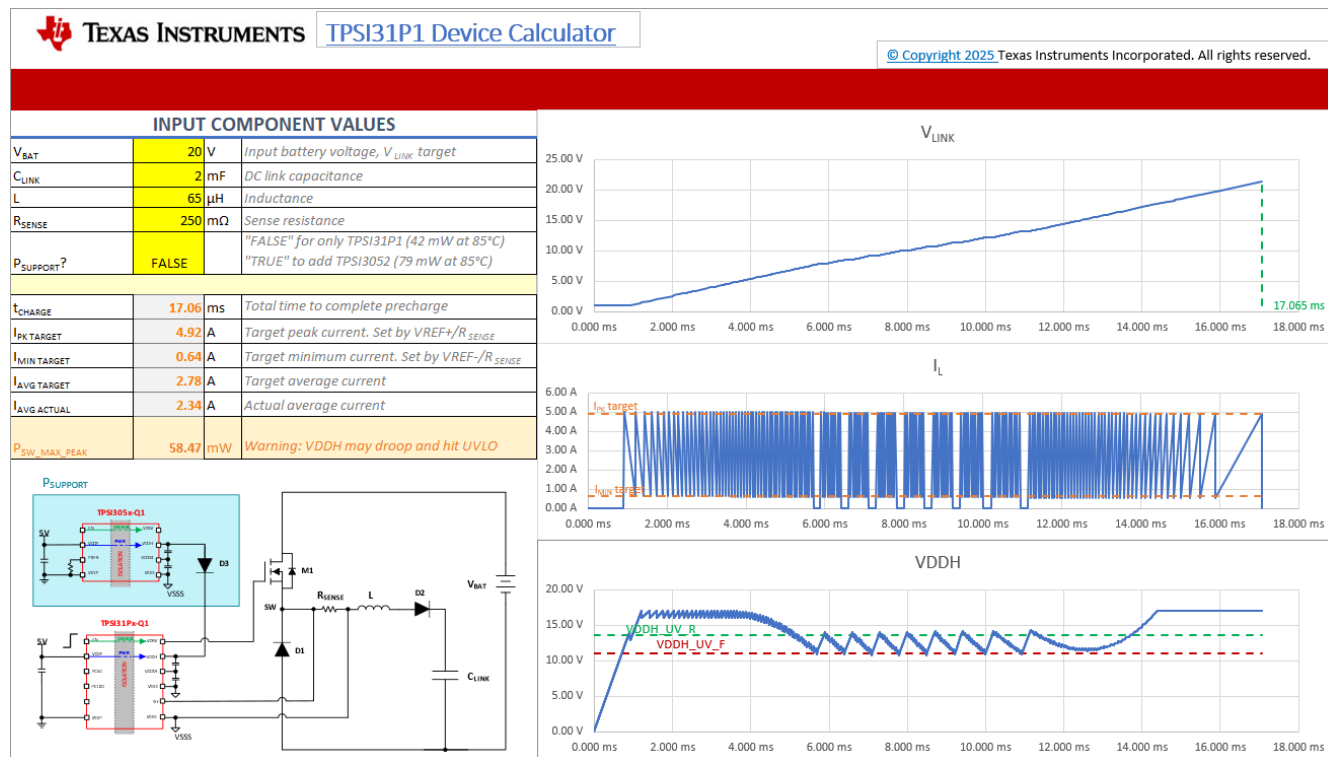 TEXAS INSTRUMENTS
TPSI31P1 Device Calculator
© Copyright 2025 Texas Instruments Incorporated. All rights reserved.
INPUT COMPONENT VALUES
VBAT 20 V Input battery voltage, VLINK target
CLINK 2 mF DC link capacitance
L 65 µH Inductance
RSENSE 250 mΩ Sense resistance
PSUPPORT? FALSE "FALSE" for only TPSI31P1 (42 mW at 85°C)
"TRUE" to add TPSI3052 (79 mW at 85°C)
tCHARGE 17.06 ms Total time to complete precharge
IPK TARGET 4.92 A Target peak current. Set by VREF+/RSENSE
IMIN TARGET 0.64 A Target minimum current. Set by VREF-/RSENSE
IAVG TARGET 2.78 A Target average current
IAVG ACTUAL 2.34 A Actual average current
PSW_MAX_PEAK 58.47 mW Warning: VDDH may droop and hit UVLO
PSUPPORT
TPSI305x-Q1
5V
ISOLATION
PWR
D3
VSSS
TPSI31Px-Q1
5V
ISOLATION
PWR
VSSS
M1
SW
RSENSE
L
D2
D1
VBAT
CLINK
VLINK
25.00 V
20.00 V
15.00 V
10.00 V
5.00 V
0.00 V
17.065 ms
0.000 ms 2.000 ms 4.000 ms 6.000 ms 8.000 ms 10.000 ms 12.000 ms 14.000 ms 16.000 ms 18.000 ms
IL
6.00 A
5.00 A
4.00 A
3.00 A
2.00 A
1.00 A
0.00 A
IPK target
IMIN target
0.000 ms 2.000 ms 4.000 ms 6.000 ms 8.000 ms 10.000 ms 12.000 ms 14.000 ms 16.000 ms 18.000 ms
VDDH
20.00 V
15.00 V
10.00 V
5.00 V
0.00 V
VDDH_UV_R
VDDH_UV_F
0.000 ms 2.000 ms 4.000 ms 6.000 ms 8.000 ms 10.000 ms 12.000 ms 14.000 ms 16.000 ms 18.000 ms